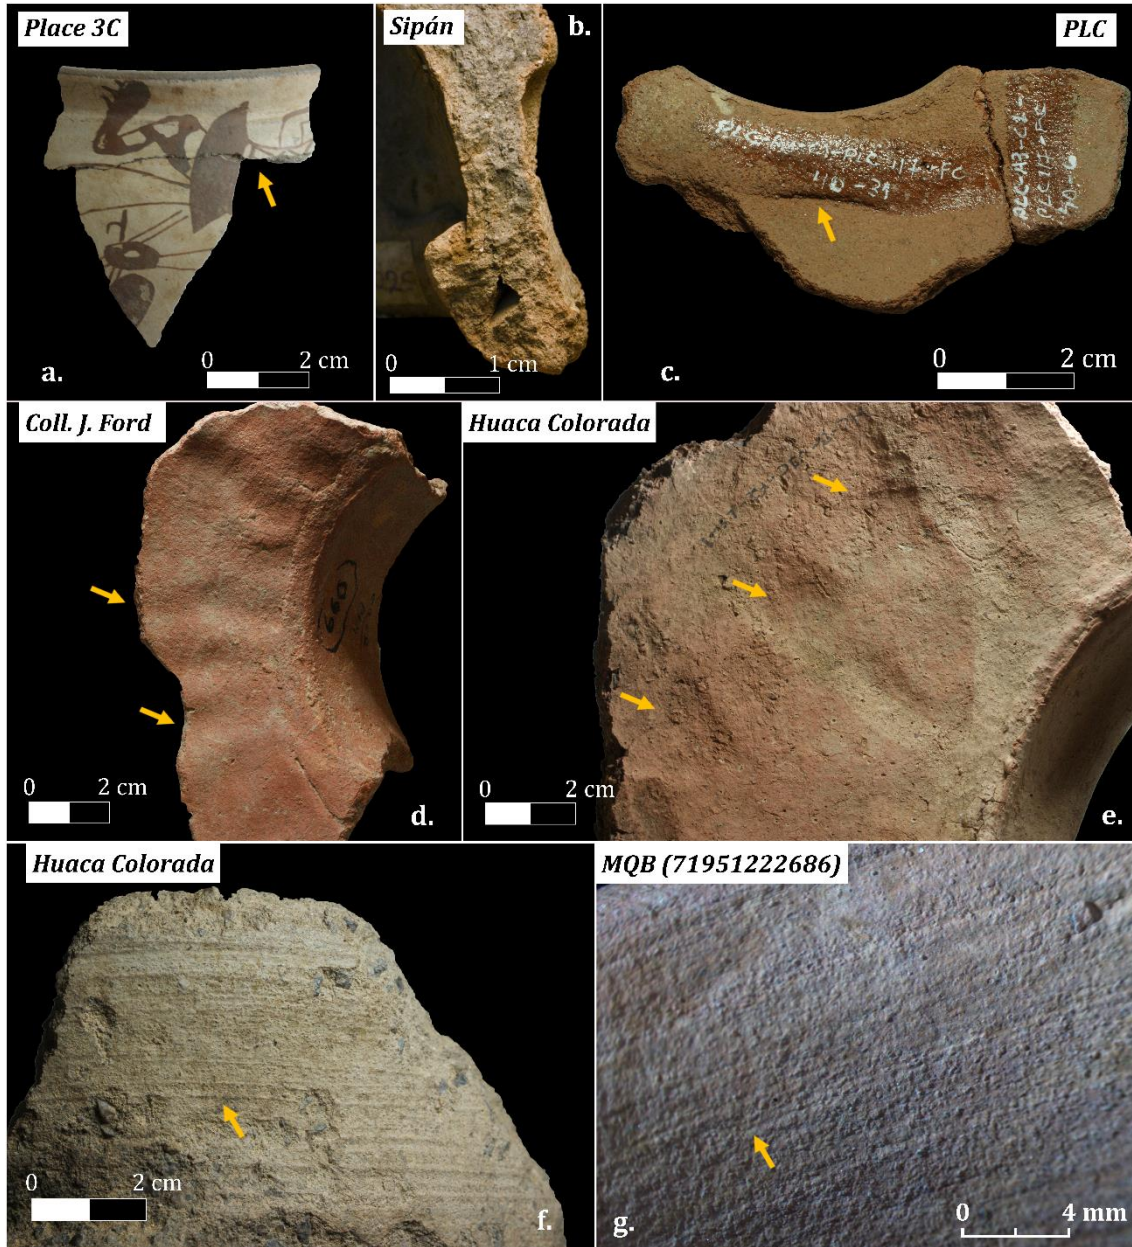 Place 3C
a.
0 2 cm
Sipán
b.
0 1 cm
PLC
c.
0 2 cm
Coll. J. Ford
660
0 2 cm
d.
Huaca Colorada
0 2 cm
e.
Huaca Colorada
0 2 cm
f.
MQB (71951222686)
g.
0 4 mm